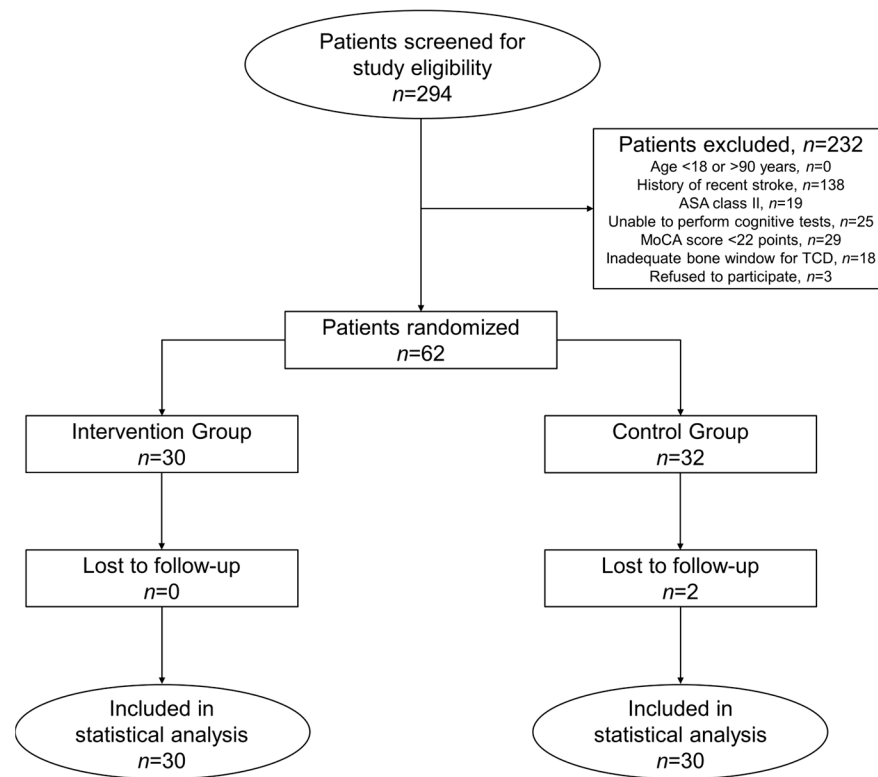 Patients screened for
study eligibility
n=294
Patients excluded, n=232
Age <18 or >90 years, n=0
History of recent stroke, n=138
ASA class II, n=19
Unable to perform cognitive tests, n=25
MoCA score <22 points, n=29
Inadequate bone window for TCD, n=18
Refused to participate, n=3
Patients randomized
n=62
Intervention Group
n=30
Control Group
n=32
Lost to follow-up
n=0
Lost to follow-up
n=2
Included in
statistical analysis
n=30
Included in
statistical analysis
n=30